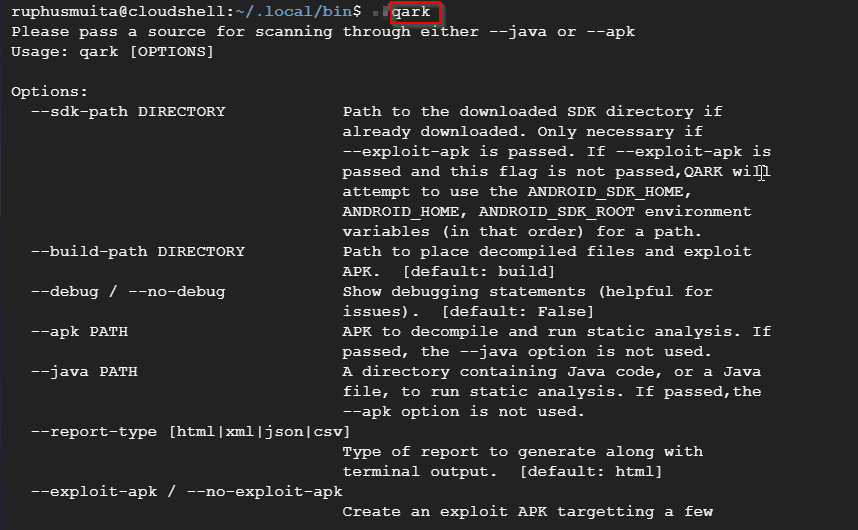 ruphusmuita@cloudshell:~/.local/bin$ qark
Please pass a source for scanning through either --java or --apk
Usage: qark [OPTIONS]
Options:
--sdk-path DIRECTORY Path to the downloaded SDK directory if
already downloaded. Only necessary if
--exploit-apk is passed. If --exploit-apk is
passed and this flag is not passed,QARK will
attempt to use the ANDROID_SDK_HOME,
ANDROID_HOME, ANDROID_SDK_ROOT environment
variables (in that order) for a path.
--build-path DIRECTORY Path to place decompiled files and exploit
APK. [default: build]
--debug / --no-debug Show debugging statements (helpful for
issues). [default: False]
--apk PATH APK to decompile and run static analysis. If
passed, the --java option is not used.
--java PATH A directory containing Java code, or a Java
file, to run static analysis. If passed,the
--apk option is not used.
--report-type [html|xml|json|csv]
Type of report to generate along with
terminal output. [default: html]
--exploit-apk / --no-exploit-apk
Create an exploit APK targetting a few